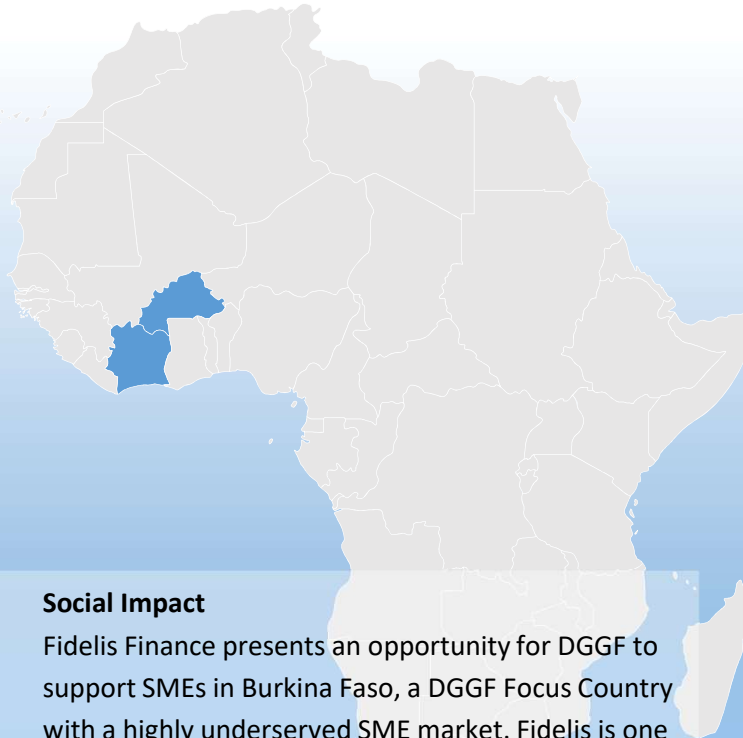 Social Impact
Fidelis Finance presents an opportunity for DGGF to
support SMEs in Burkina Faso, a DGGF Focus Country
with a highly underserved SME market. Fidelis is one